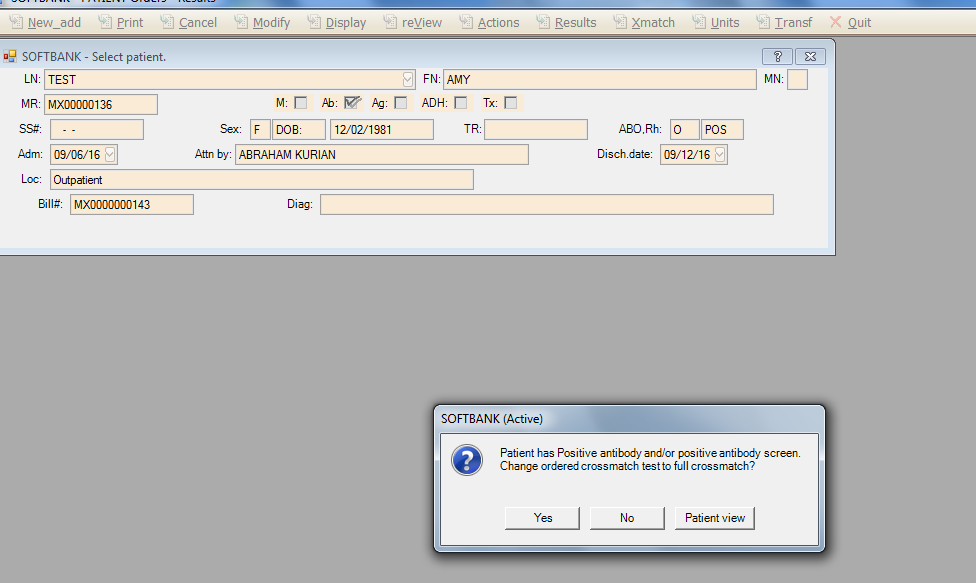 SOFTBANK - PATIENT Orders - Results
New_add Print Cancel Modify Display reView Actions Results Xmatch Units Transf Quit
SOFTBANK - Select patient. ?
LN: TEST FN: AMY MN:
MR: MX00000136 M: Ab: Ag: ADH: Tx:
SS#: - - Sex: F DOB: 12/02/1981 TR: ABO,Rh: O POS
Adm: 09/06/16 Attn by: ABRAHAM KURIAN Disch.date: 09/12/16
Loc: Outpatient
Bill#: MX0000000143 Diag:
SOFTBANK (Active)
Patient has Positive antibody and/or positive antibody screen.
Change ordered crossmatch test to full crossmatch?
Yes No Patient view